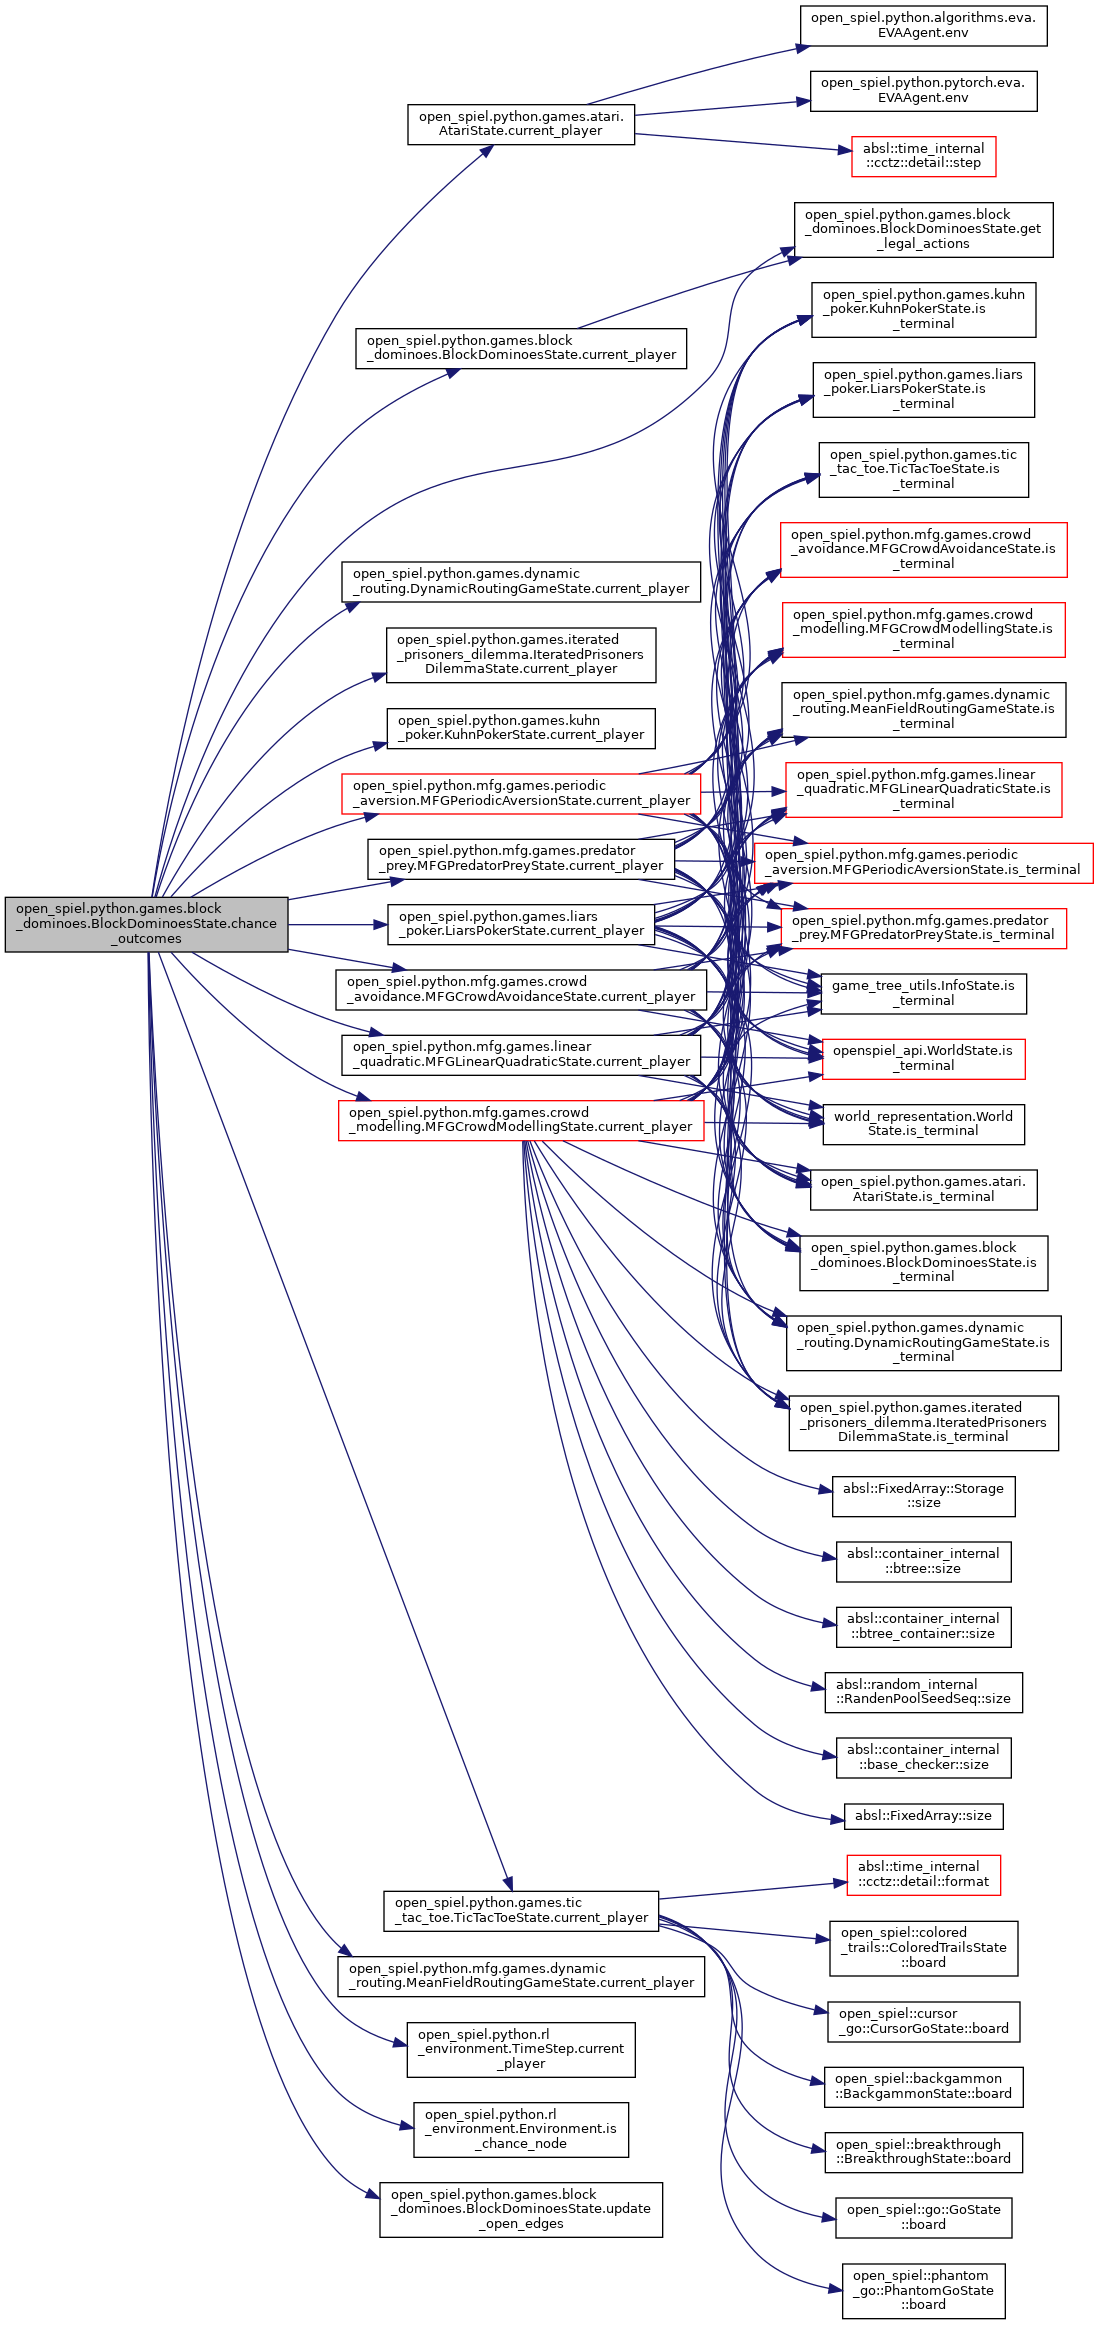 open_spiel.python.games.block
_dominoes.BlockDominoesState.chance
_outcomes
open_spiel.python.games.atari.
AtariState.current_player
open_spiel.python.games.block
_dominoes.BlockDominoesState.current_player
open_spiel.python.games.dynamic
_routing.DynamicRoutingGameState.current_player
open_spiel.python.games.iterated
_prisoners_dilemma.IteratedPrisoners
DilemmaState.current_player
open_spiel.python.games.kuhn
_poker.KuhnPokerState.current_player
open_spiel.python.mfg.games.periodic
_aversion.MFGPeriodicAversionState.current_player
open_spiel.python.mfg.games.predator
_prey.MFGPredatorPreyState.current_player
open_spiel.python.games.liars
_poker.LiarsPokerState.current_player
open_spiel.python.mfg.games.crowd
_avoidance.MFGCrowdAvoidanceState.current_player
open_spiel.python.mfg.games.linear
_quadratic.MFGLinearQuadraticState.current_player
open_spiel.python.mfg.games.crowd
_modelling.MFGCrowdModellingState.current_player
open_spiel.python.games.tic
_tac_toe.TicTacToeState.current_player
open_spiel.python.mfg.games.dynamic
_routing.MeanFieldRoutingGameState.current_player
open_spiel.python.rl
_environment.TimeStep.current
_player
open_spiel.python.rl
_environment.Environment.is
_chance_node
open_spiel.python.games.block
_dominoes.BlockDominoesState.update
_open_edges
open_spiel.python.algorithms.eva.
EVAAgent.env
open_spiel.python.pytorch.eva.
EVAAgent.env
absl::time_internal
::cctz::detail::step
open_spiel.python.games.block
_dominoes.BlockDominoesState.get
_legal_actions
open_spiel.python.games.kuhn
_poker.KuhnPokerState.is
_terminal
open_spiel.python.games.liars
_poker.LiarsPokerState.is
_terminal
open_spiel.python.games.tic
_tac_toe.TicTacToeState.is
_terminal
open_spiel.python.mfg.games.crowd
_avoidance.MFGCrowdAvoidanceState.is
_terminal
open_spiel.python.mfg.games.crowd
_modelling.MFGCrowdModellingState.is
_terminal
open_spiel.python.mfg.games.dynamic
_routing.MeanFieldRoutingGameState.is
_terminal
open_spiel.python.mfg.games.linear
_quadratic.MFGLinearQuadraticState.is
_terminal
open_spiel.python.mfg.games.periodic
_aversion.MFGPeriodicAversionState.is_terminal
open_spiel.python.mfg.games.predator
_prey.MFGPredatorPreyState.is_terminal
game_tree_utils.InfoState.is
_terminal
openspiel_api.WorldState.is
_terminal
world_representation.World
State.is_terminal
open_spiel.python.games.atari.
AtariState.is_terminal
open_spiel.python.games.block
_dominoes.BlockDominoesState.is
_terminal
open_spiel.python.games.dynamic
_routing.DynamicRoutingGameState.is
_terminal
open_spiel.python.games.iterated
_prisoners_dilemma.IteratedPrisoners
DilemmaState.is_terminal
absl::FixedArray::Storage
::size
absl::container_internal
::btree::size
absl::container_internal
::btree_container::size
absl::random_internal
::RandenPoolSeedSeq::size
absl::container_internal
::base_checker::size
absl::FixedArray::size
absl::time_internal
::cctz::detail::format
open_spiel::colored
_trails::ColoredTrailsState
::board
open_spiel::cursor
_go::CursorGoState::board
open_spiel::backgammon
::BackgammonState::board
open_spiel::breakthrough
::BreakthroughState::board
open_spiel::go::GoState
::board
open_spiel::phantom
_go::PhantomGoState
::board